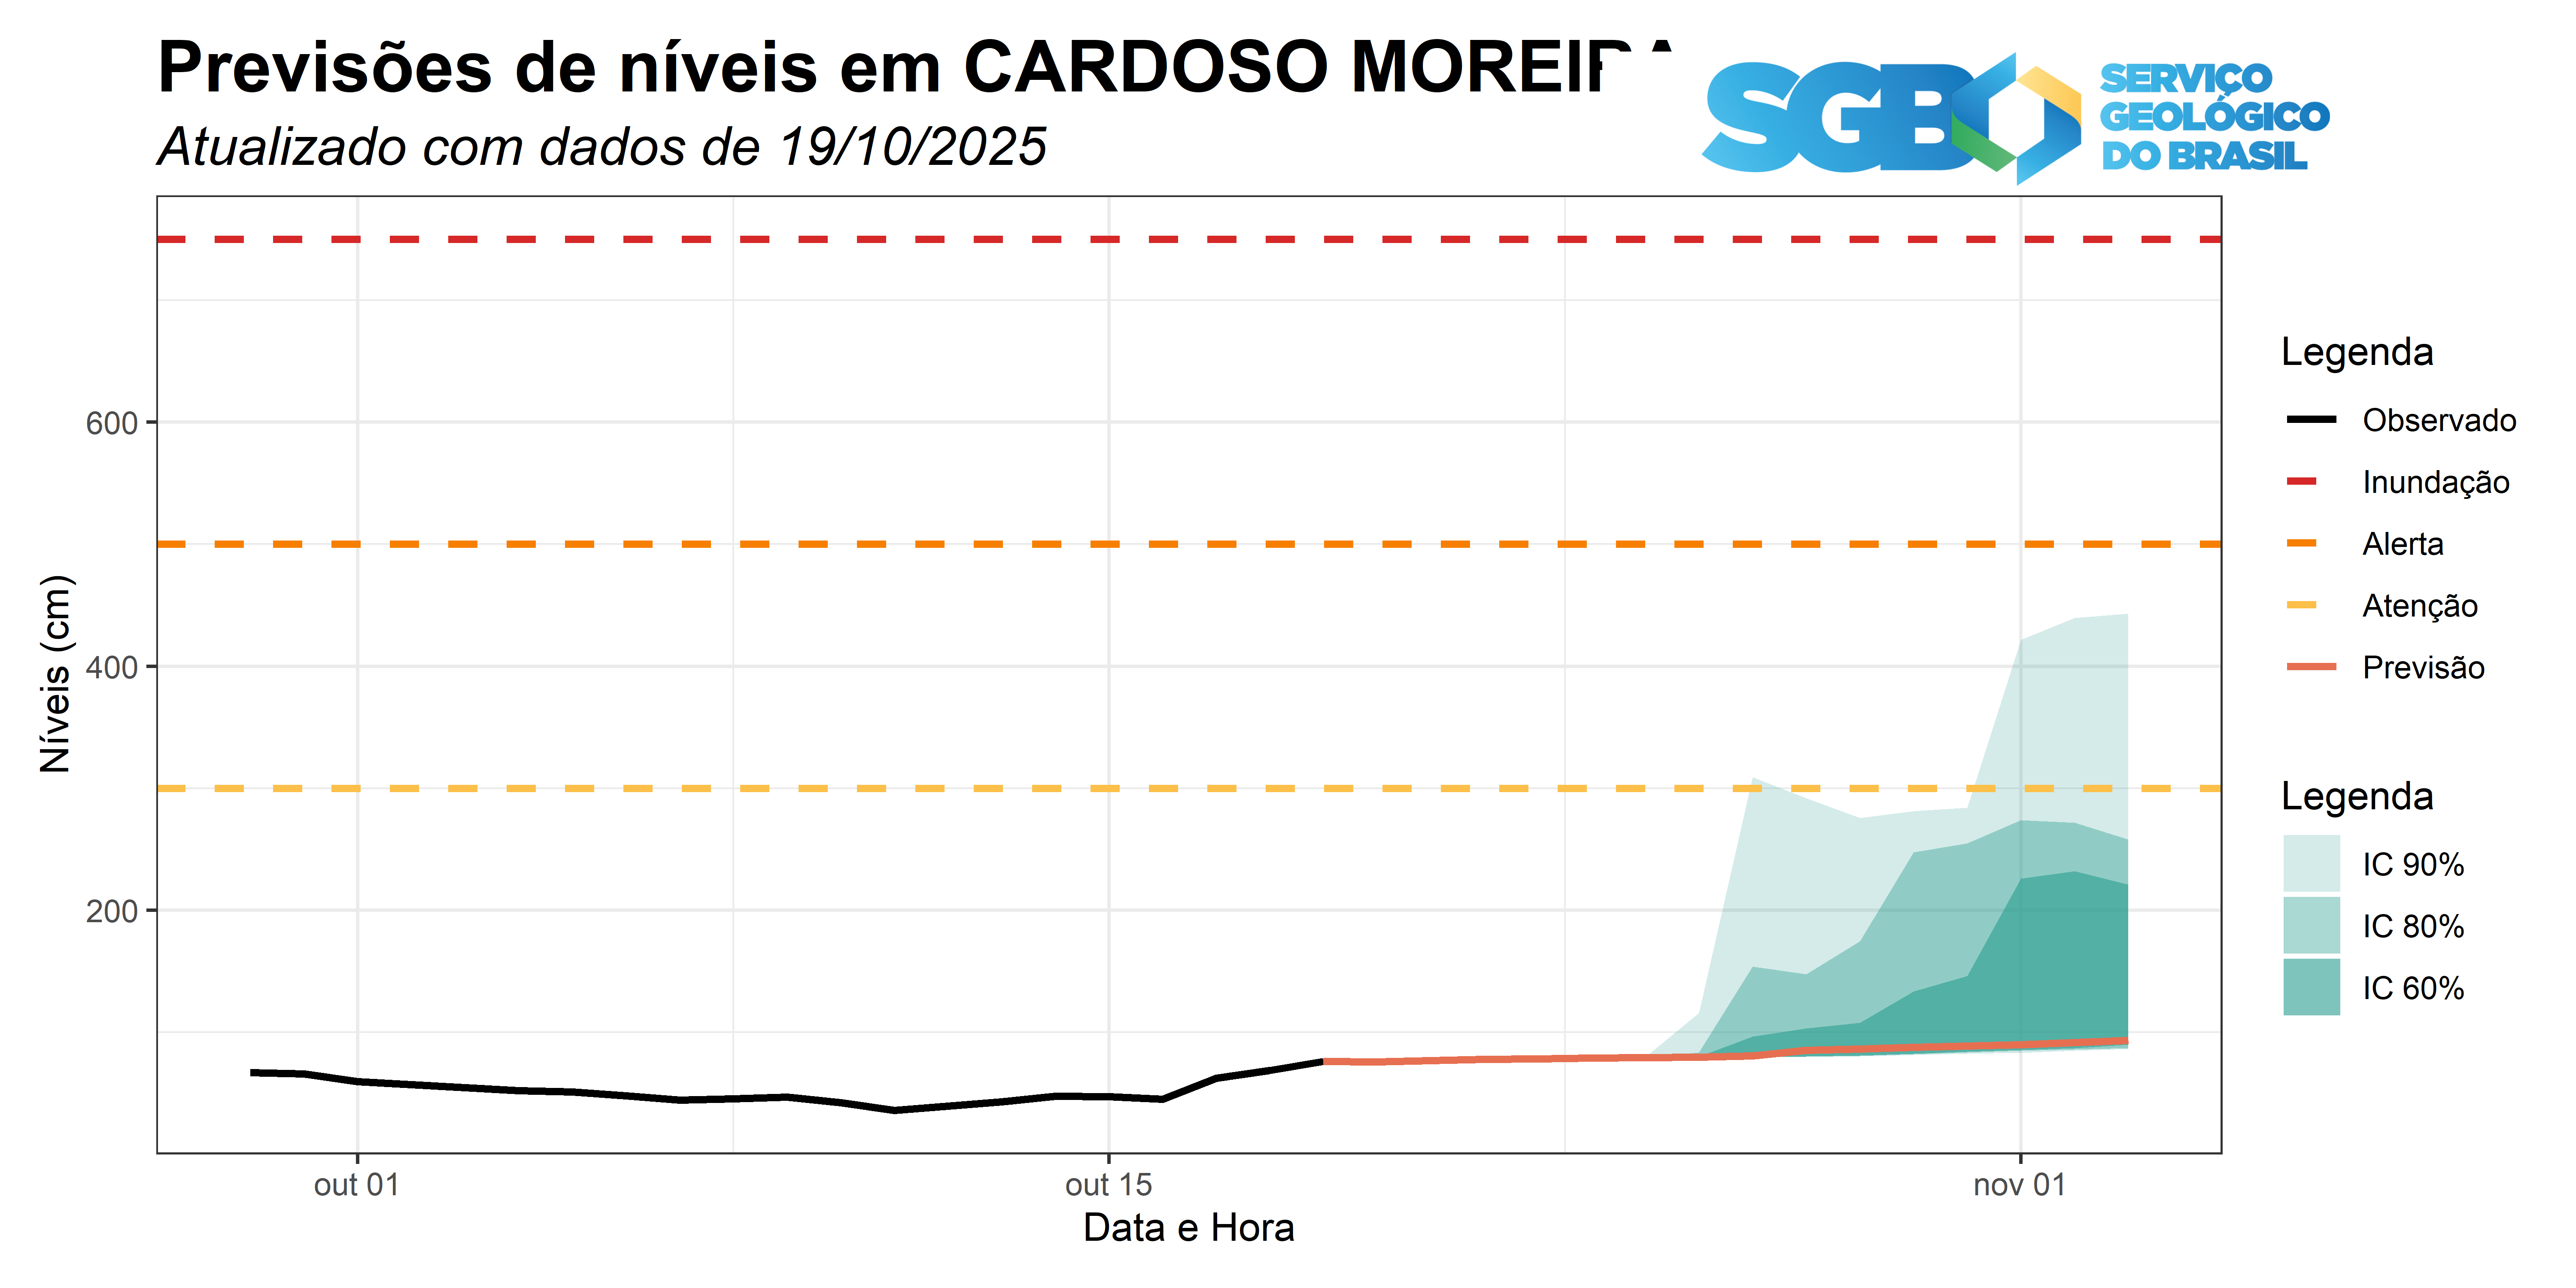 Previsões de níveis em CARDOSO MOREIRA
Atualizado com dados de 19/10/2025
SGB
SERVIÇO
GEOLÓGICO
DO BRASIL
Níveis (cm)
600
400
200
out 01
out 15
nov 01
Data e Hora
Legenda
Observado
Inundação
Alerta
Atenção
Previsão
Legenda
IC 90%
IC 80%
IC 60%